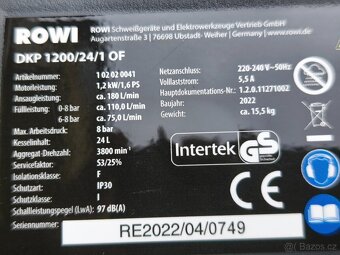 ROWI
ROWI Schweißgeräte und Elektrowerkzeuge Vertrieb GmbH
Augartenstraße 3 | 76698 Ubstadt-Weiher | Germany
www.rowi.de
DKP 1200/24/1 OF
Artikelnummer: 1 02 02 0041
Motorleistung: 1,2 kW/1,6 PS
Ansaugleistung: ca. 180 L/min
Füllleistung: 0-8 bar ca. 110,0 L/min
6-8 bar ca. 75,0 L/min
Max. Arbeitsdruck: 8 bar
Kesselinhalt: 24 L
Aggregat-Drehzahl: 3800 min⁻¹
Servicefaktor: S3/25%
Isolationsklasse: F
Schutzart: IP30
Schutzklasse: I
Schallleistungspegel (LwA): 97 dB(A)
Seriennummer:
Netzanschluss: 220-240 V~50Hz
Volllaststrom: 5,5 A
Hauptdokumentations-Nr.: 1.2.0.11271002
Baujahr: 2022
Gewicht: ca. 15,5 kg
Intertek
GS
geprüfte Sicherheit
CE
RE2022/04/0749
bazos.cz